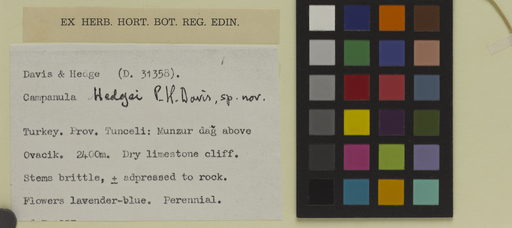 EX HERB. HORT. BOT. REG. EDIN.
Davis & Hedge (D. 31358).
Campanula Hedgei P.H. Davis, sp. nov.
Turkey. Prov. Tunceli: Munzur dağ above
Ovacik. 2400m. Dry limestone cliff.
Stems brittle, ± adpressed to rock.
Flowers lavender-blue. Perennial.